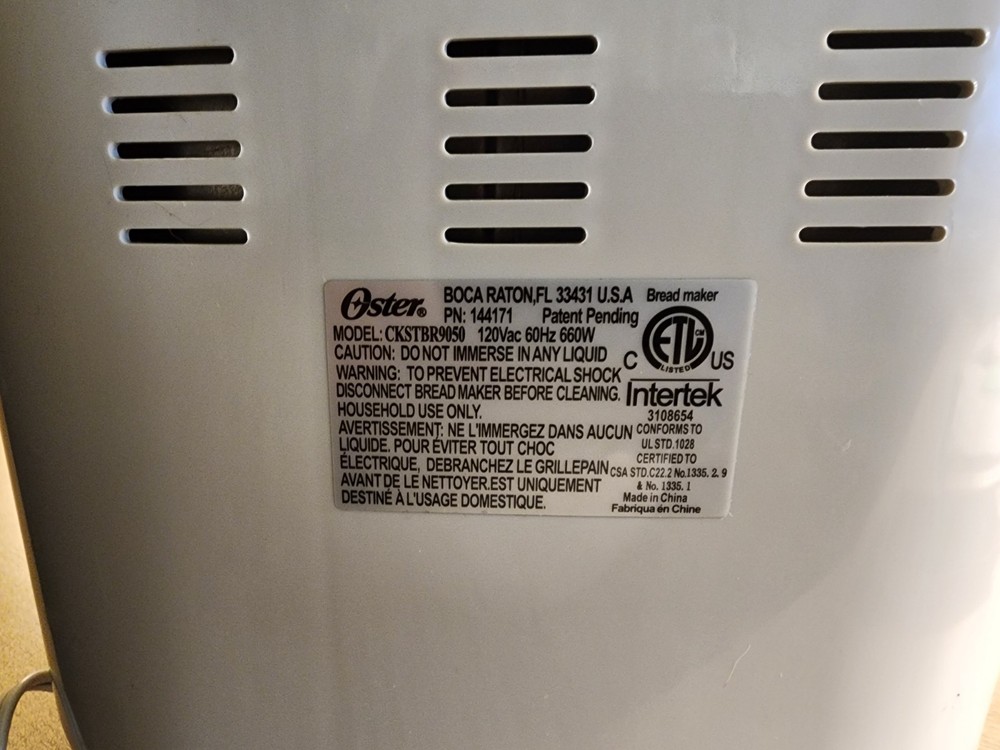 Oster® BOCA RATON,FL 33431 U.S.A Bread maker
PN: 144171 Patent Pending
MODEL: CKSTBR9050 120Vac 60Hz 660W
CAUTION: DO NOT IMMERSE IN ANY LIQUID
WARNING: TO PREVENT ELECTRICAL SHOCK
DISCONNECT BREAD MAKER BEFORE CLEANING.
HOUSEHOLD USE ONLY.
AVERTISSEMENT: NE L'IMMERGEZ DANS AUCUN
LIQUIDE. POUR ÉVITER TOUT CHOC
ÉLECTRIQUE, DEBRANCHEZ LE GRILLEPAIN
AVANT DE LE NETTOYER.EST UNIQUEMENT
DESTINÉ À L'USAGE DOMESTIQUE.
ETL CM
LISTED
C US
Intertek
3108654
CONFORMS TO
UL STD.1028
CERTIFIED TO
CSA STD.C22.2 No.1335. 2. 9
& No. 1335. 1
Made in China
Fabriqua én Chine